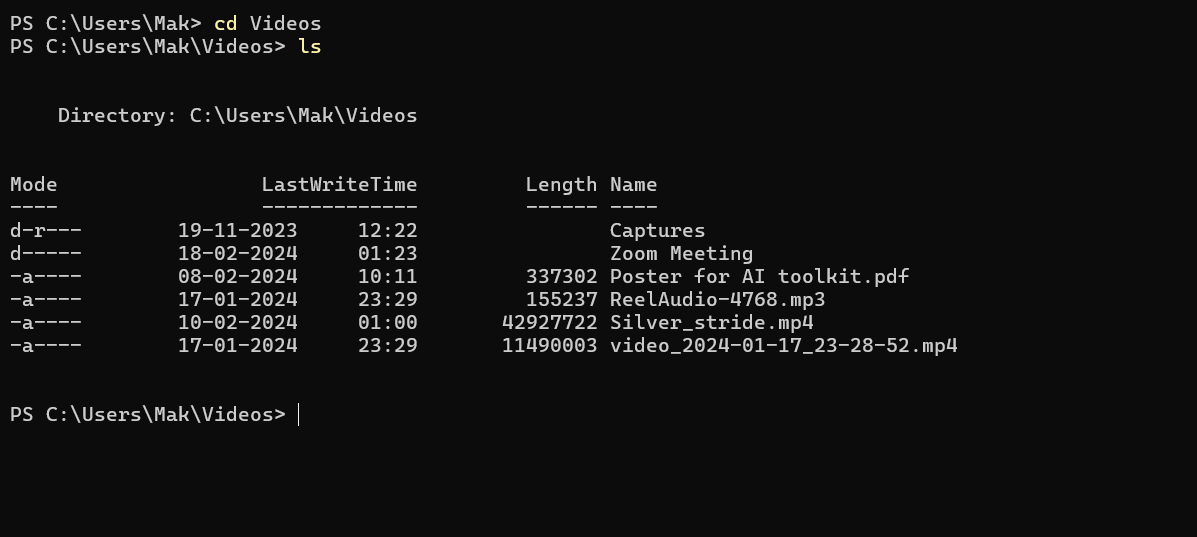 PS C:\Users\Mak> cd Videos
PS C:\Users\Mak\Videos> ls
    Directory: C:\Users\Mak\Videos
Mode                 LastWriteTime         Length Name
----                 -------------         ------ ----
d-r---        19-11-2023     12:22                Captures
d-----        18-02-2024     01:23                Zoom Meeting
-a----        08-02-2024     10:11         337302 Poster for AI toolkit.pdf
-a----        17-01-2024     23:29         155237 ReelAudio-4768.mp3
-a----        10-02-2024     01:00       42927722 Silver_stride.mp4
-a----        17-01-2024     23:29       11490003 video_2024-01-17_23-28-52.mp4
PS C:\Users\Mak\Videos>